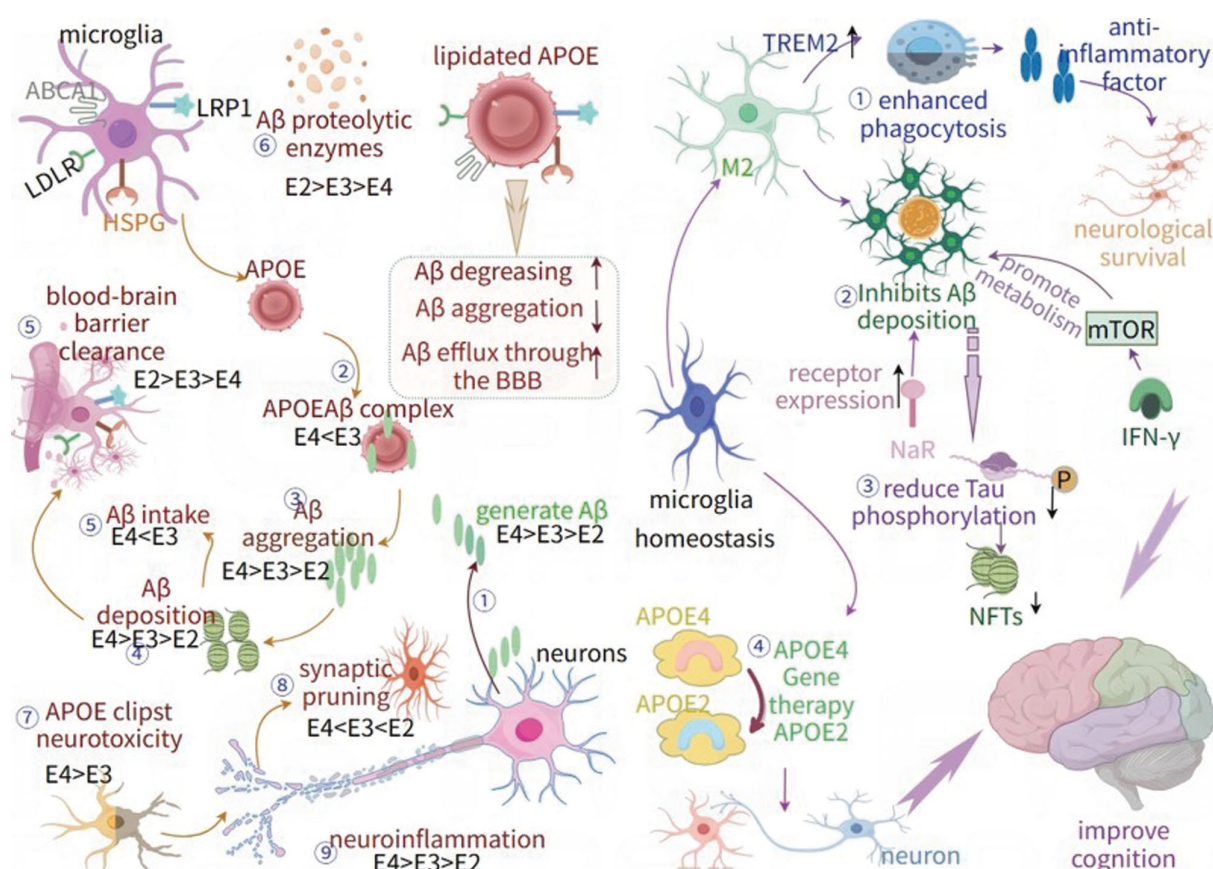 microglia
ABCA1
LRP1
LDLR
HSPG
Aβ proteolytic
⑥ enzymes
E2>E3>E4
lipidated APOE
APOE
Aβ degreasing
Aβ aggregation
Aβ efflux through
the BBB
blood-brain
⑤ barrier
clearance
E2>E3>E4
②
APOEAβ complex
E4<E3
⑤ Aβ intake
E4<E3
③
Aβ
aggregation
E4>E3>E2
generate Aβ
E4>E3>E2
①
Aβ
deposition
E4>E3>E2
④
neurons
⑧ synaptic
pruning
E4<E3<E2
⑦ APOE clipst
neurotoxicity
E4>E3
⑨ neuroinflammation
E4>E3>E2
TREM2
M2
① enhanced
phagocytosis
anti-
inflammatory
factor
neurological
survival
② Inhibits Aβ
deposition
promote
metabolism
mTOR
IFN-γ
receptor
expression
NaR
P
③ reduce Tau
phosphorylation
NFTs
microglia
homeostasis
APOE4
APOE2
④ APOE4
Gene
therapy
APOE2
neuron
improve
cognition